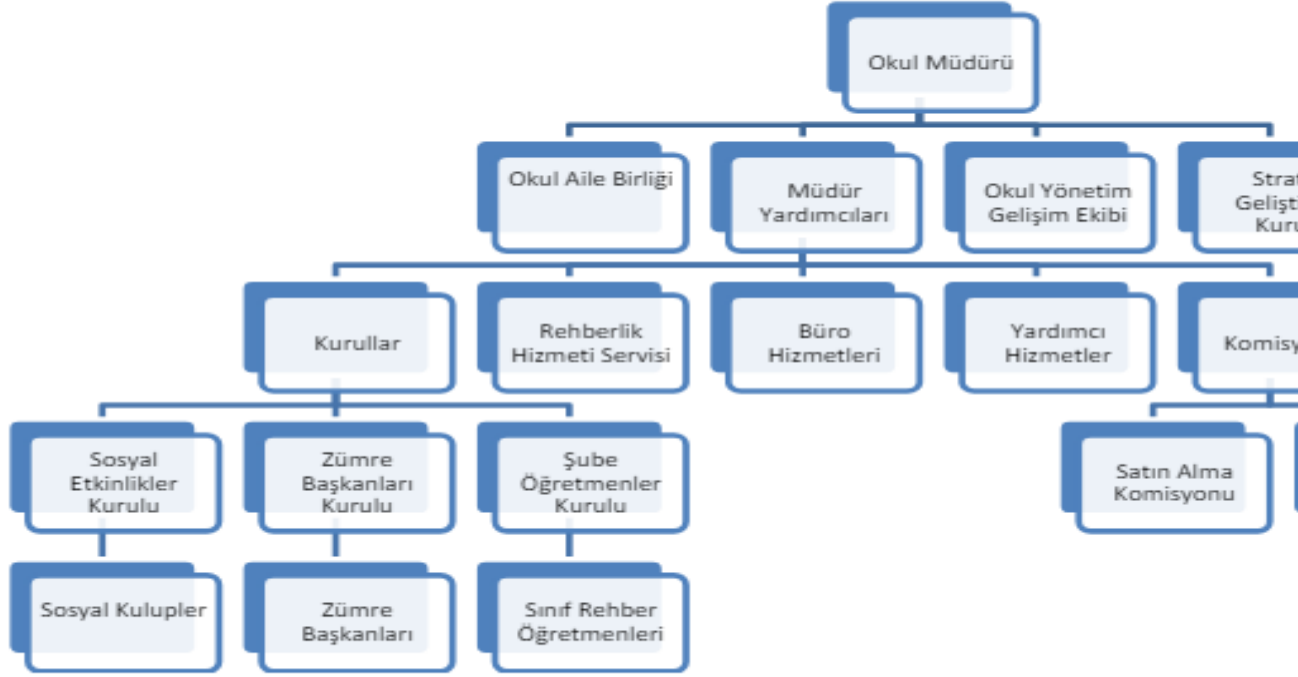 Okul Müdürü
Okul Aile Birliği
Müdür
Yardımcıları
Okul Yönetim
Gelişim Ekibi
Kurullar
Rehberlik
Hizmeti Servisi
Büro
Hizmetleri
Yardımcı
Hizmetler
Sosyal
Etkinlikler
Kurulu
Zümre
Başkanları
Kurulu
Şube
Öğretmenler
Kurulu
Satın Alma
Komisyonu
Sosyal Kulupler
Zümre
Başkanları
Sınıf Rehber
Öğretmenleri